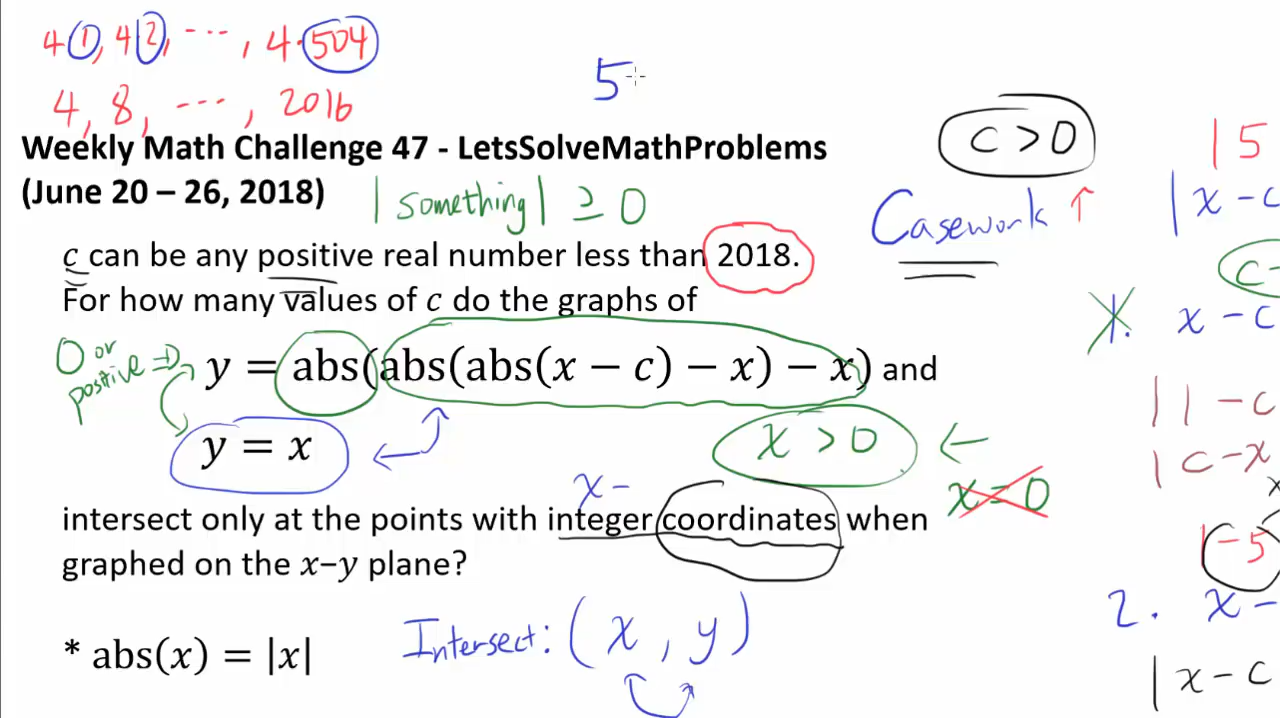 4①, 4②, ⋯, 4·504
4, 8, ⋯, 2016
5
Weekly Math Challenge 47 - LetsSolveMathProblems
(June 20 – 26, 2018)
|something| ≥ 0
c > 0
Casework ↑
c can be any positive real number less than 2018.
For how many values of c do the graphs of
0 or positive ⇒
y = abs(abs(abs(x − c) − x) − x) and
y = x
x > 0 ←
x = 0
x −
intersect only at the points with integer coordinates when
graphed on the x−y plane?
Intersect: (x, y)
* abs(x) = |x|
|5
|x − c
c −
1. x − c
||−c
|c − x
x
|−5
2. x −
|x − c